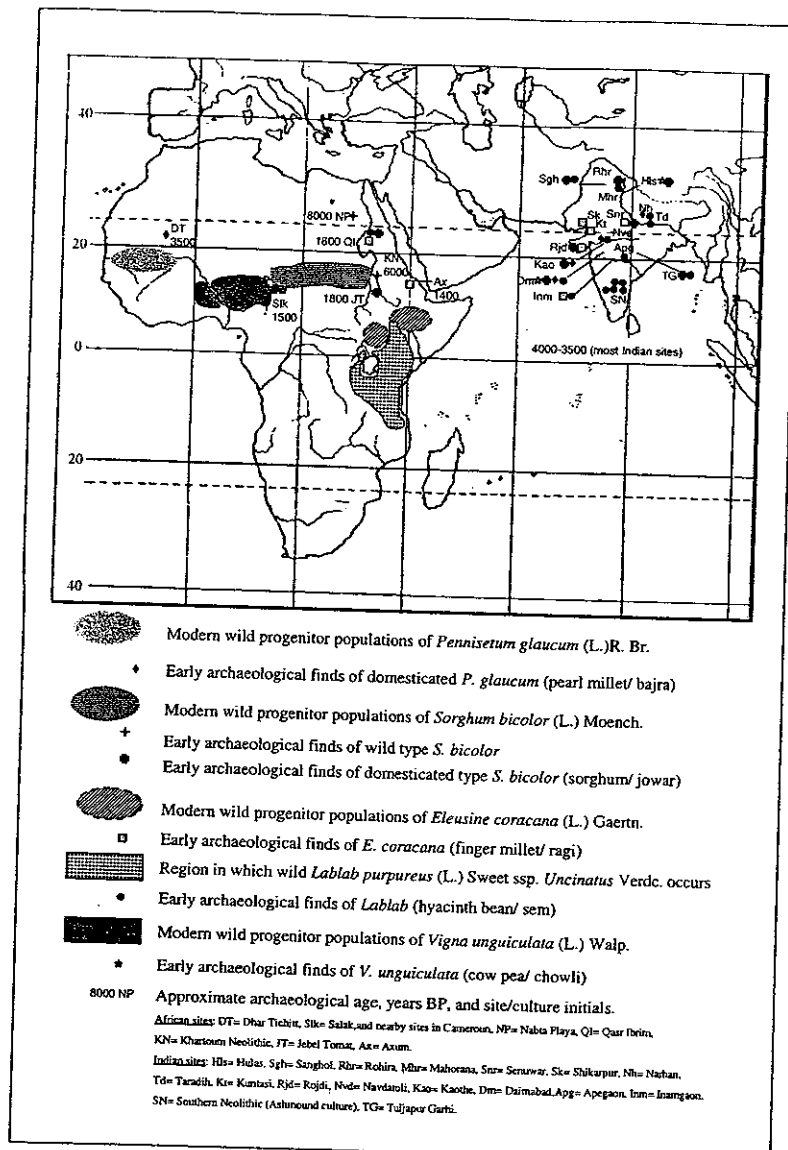 40
20
0
20
40
DT
3500
8000 NP
1800 QI
KN
6000
1800 JT
Ax
1400
Slk
1500
Sgh
Rhr
Hls
Mhr
Sk
Kt
Snr
Nh
Td
Rjd
Nvd
Apg
Kao
Dm
Inm
SN
TG
4000-3500 (most Indian sites)
Modern wild progenitor populations of Pennisetum glaucum (L.)R. Br.
Early archaeological finds of domesticated P. glaucum (pearl millet/ bajra)
Modern wild progenitor populations of Sorghum bicolor (L.) Moench.
Early archaeological finds of wild type S. bicolor
Early archaeological finds of domesticated type S. bicolor (sorghum/ jowar)
Modern wild progenitor populations of Eleusine coracana (L.) Gaertn.
Early archaeological finds of E. coracana (finger millet/ ragi)
Region in which wild Lablab purpureus (L.) Sweet ssp. Uncinatus Verdc. occurs
Early archaeological finds of Lablab (hyacinth bean/ sem)
Modern wild progenitor populations of Vigna unguiculata (L.) Walp.
Early archaeological finds of V. unguiculata (cow pea/ chowli)
8000 NP Approximate archaeological age, years BP, and site/culture initials.
African sites: DT= Dhar Tichitt, Slk= Salak,and nearby sites in Cameroun, NP= Nabta Playa, QI= Qasr Ibrim,
KN= Khartoum Neolithic, JT= Jebel Tomat, Ax= Axum.
Indian sites: Hls= Hulas, Sgh= Sanghol, Rhr= Rohira, Mhr= Mahorana, Snr= Senuwar, Sk= Shikarpur, Nh= Narhan,
Td= Taradih, Kt= Kuntasi, Rjd= Rojdi, Nvd= Navdatoli, Kao= Kaothe, Dm= Daimabad,Apg= Apegaon, Inm= Inamgaon,
SN= Southern Neolithic (Ashmound culture), TG= Tuljapur Garhi.